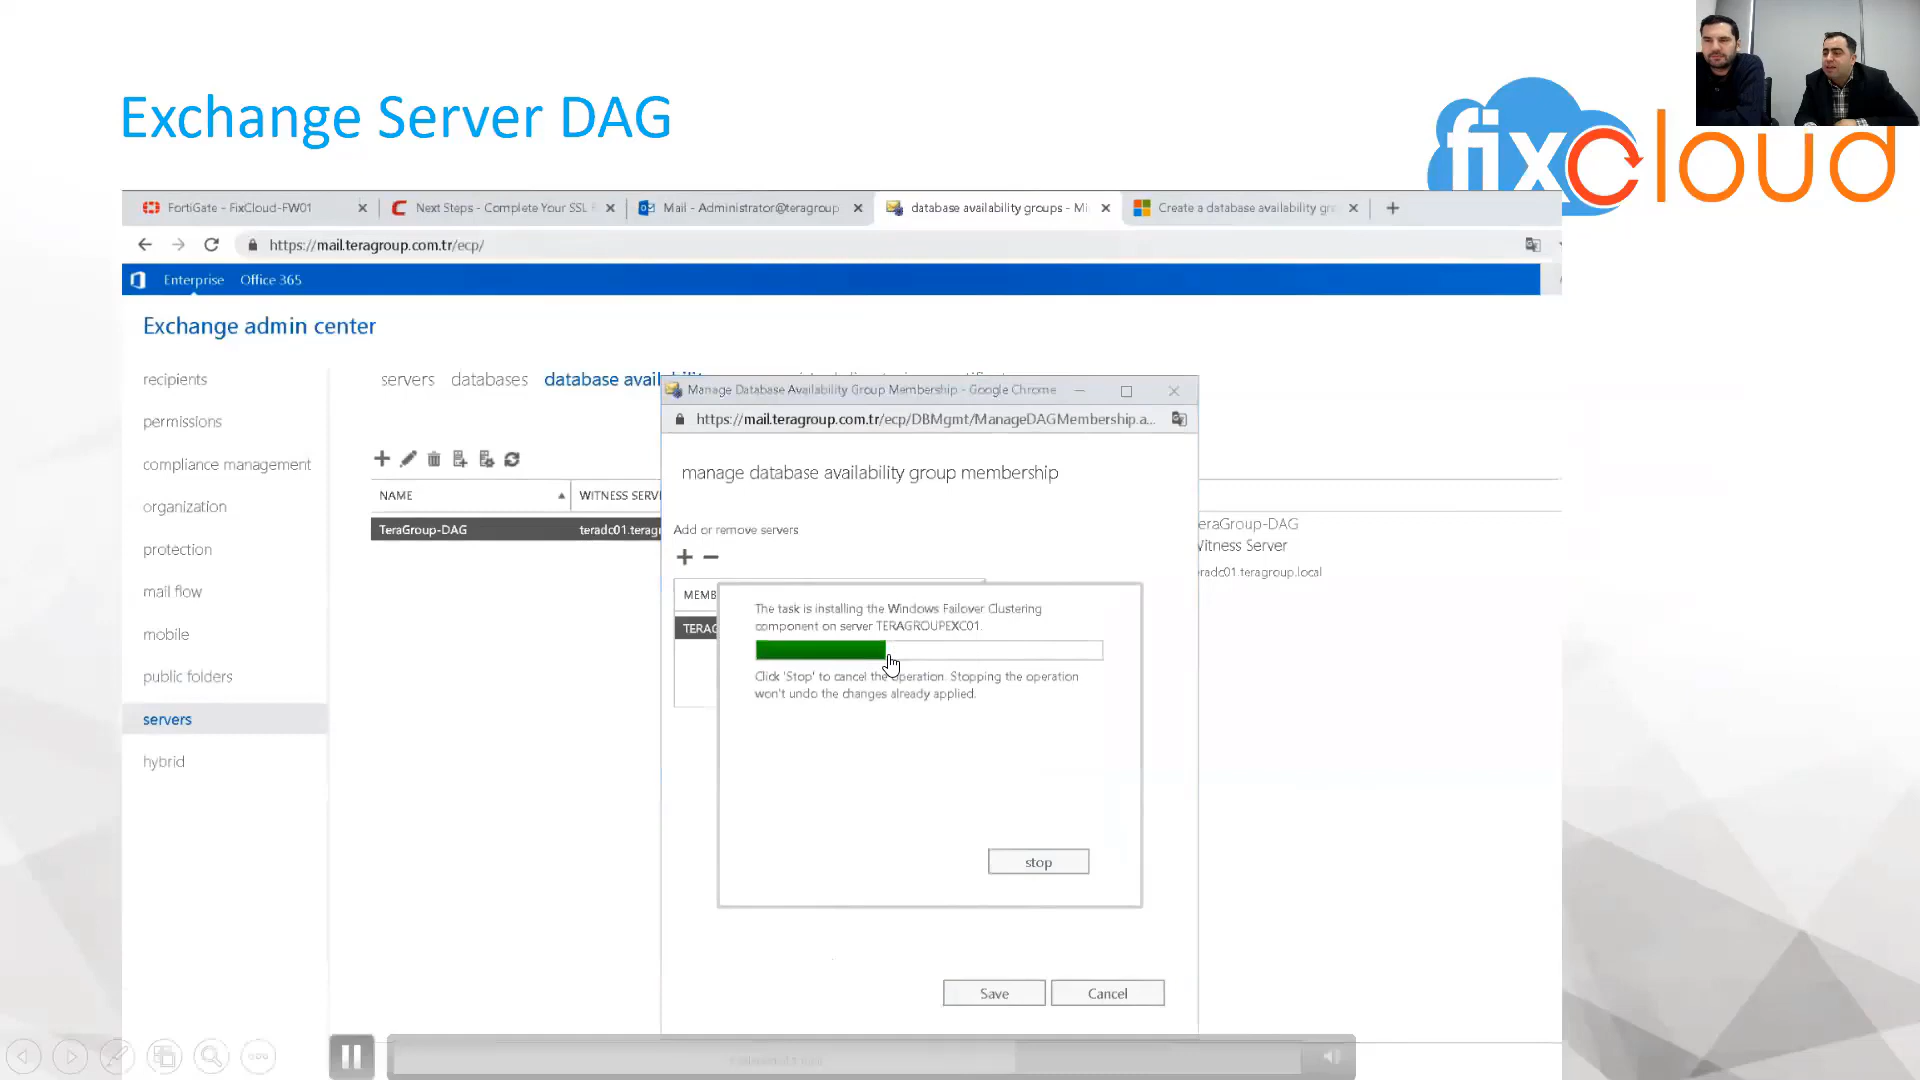 Exchange Server DAG
fixcloud
FortiGate - FixCloud-FW01
Next Steps - Complete Your SSL
Mail - Administrator@teragroup
database availability groups - Mi
Create a database availability gr
https://mail.teragroup.com.tr/ecp/
Enterprise Office 365
Exchange admin center
recipients
permissions
compliance management
organization
protection
mail flow
mobile
public folders
servers
hybrid
servers databases database availabilit
NAME WITNESS SERV
TeraGroup-DAG teradc01.teragr
Manage Database Availability Group Membership - Google Chrome
https://mail.teragroup.com.tr/ecp/DBMgmt/ManageDAGMembership.a...
manage database availability group membership
Add or remove servers
MEMB
TERAG
The task is installing the Windows Failover Clustering
component on server TERAGROUPEXC01.
Click 'Stop' to cancel the operation. Stopping the operation
won't undo the changes already applied.
stop
Save Cancel
eraGroup-DAG
Witness Server
radc01.teragroup.local